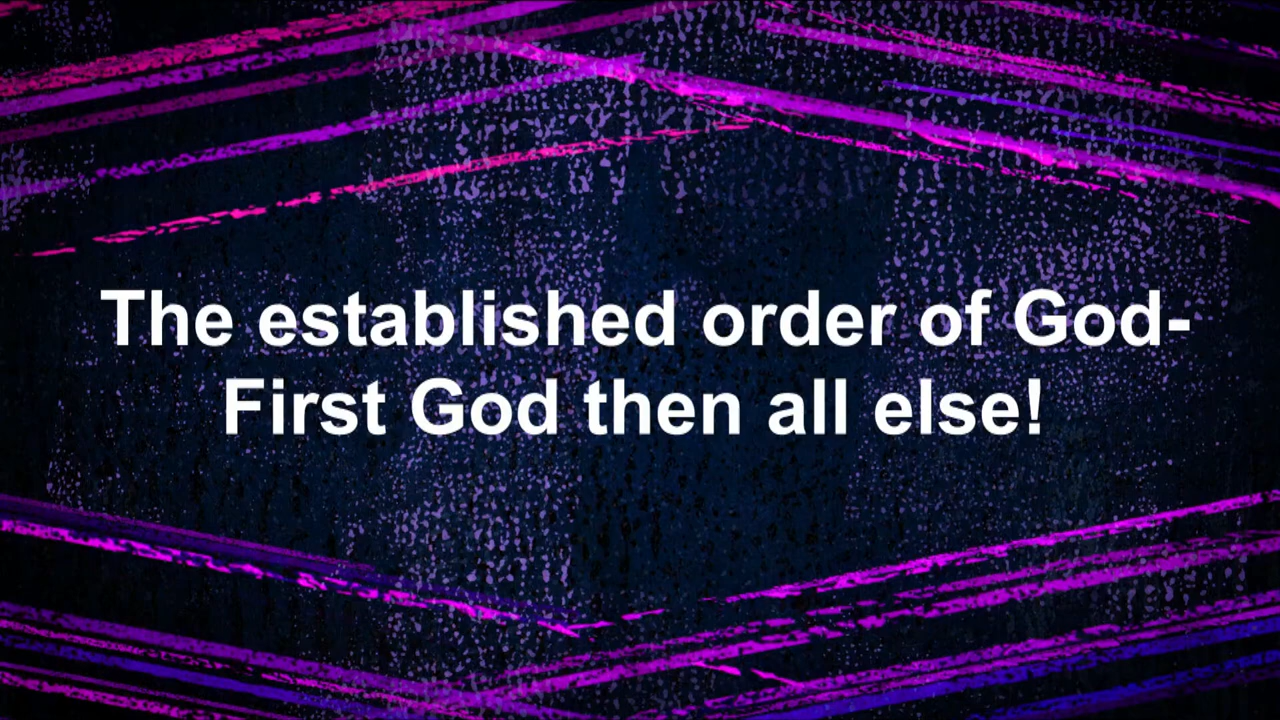 The established order of God-
First God then all else!